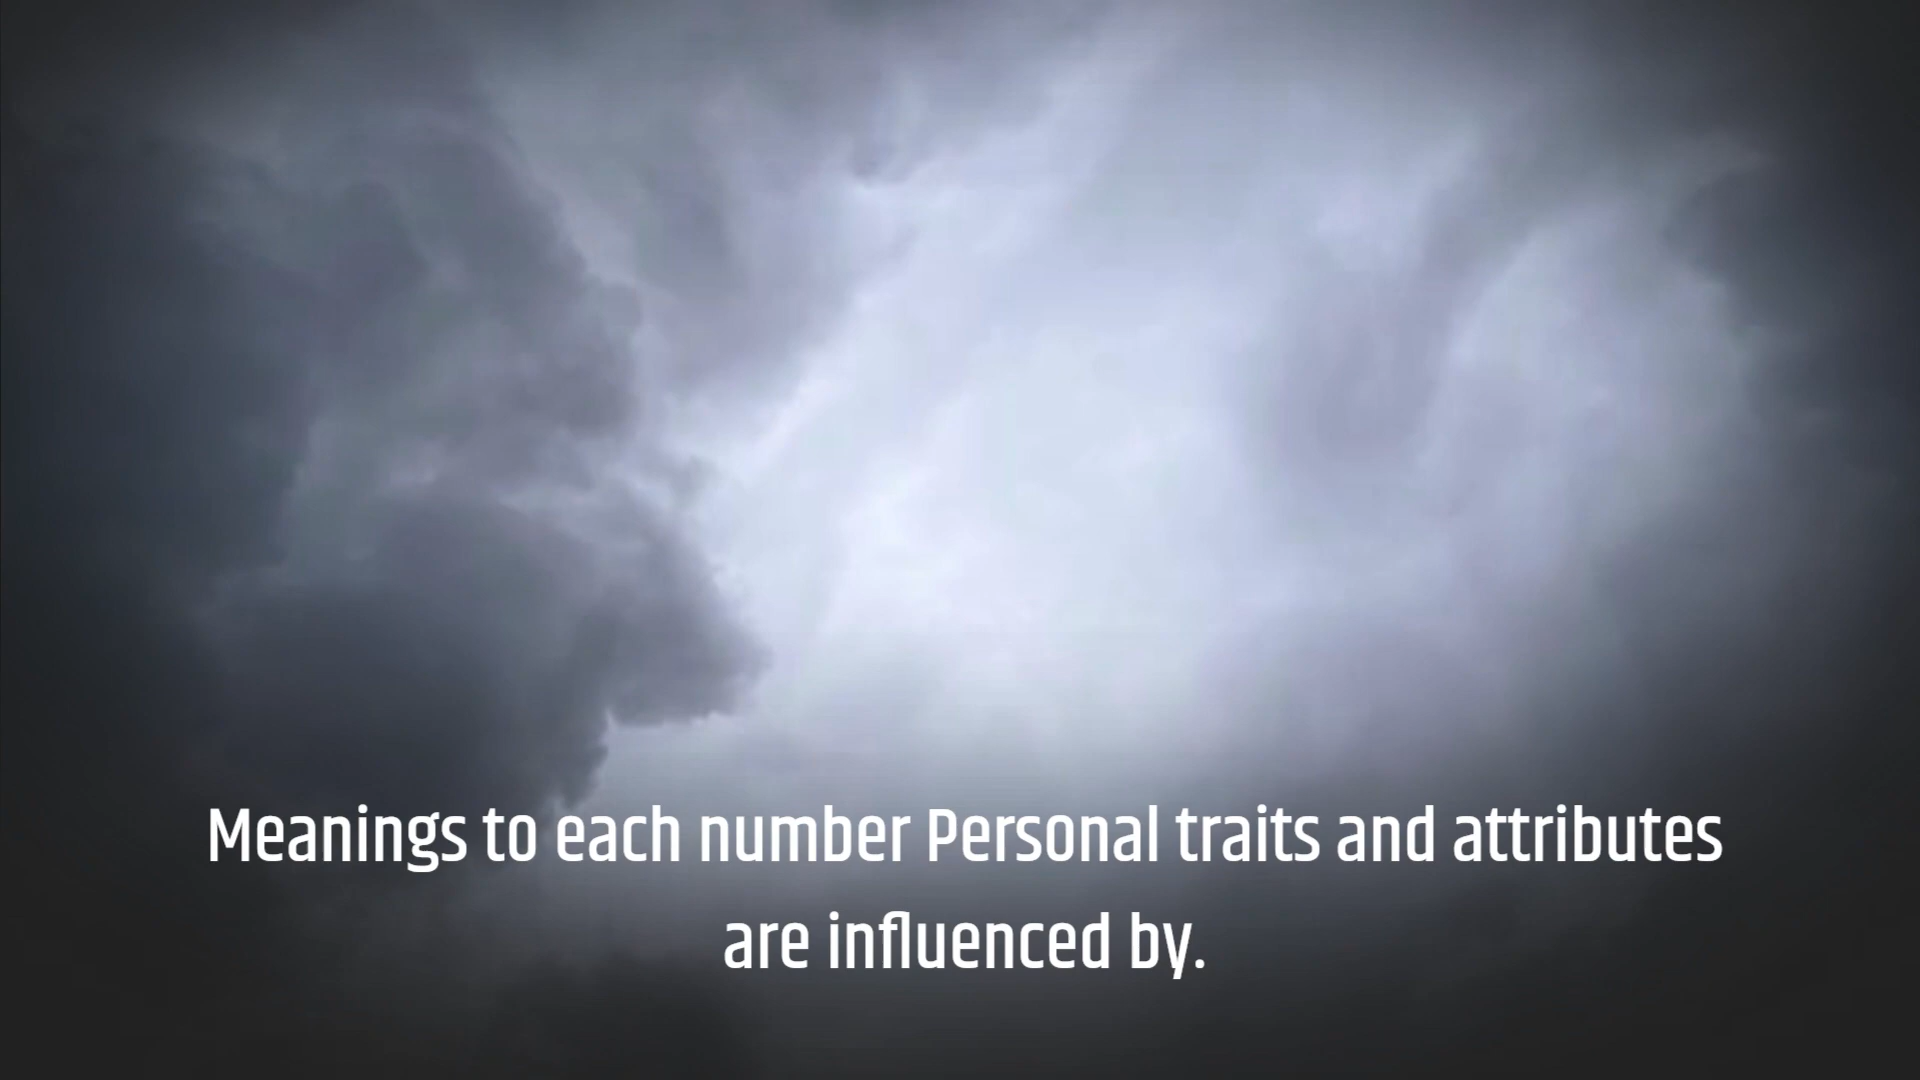 Meanings to each number Personal traits and attributes
are influenced by.